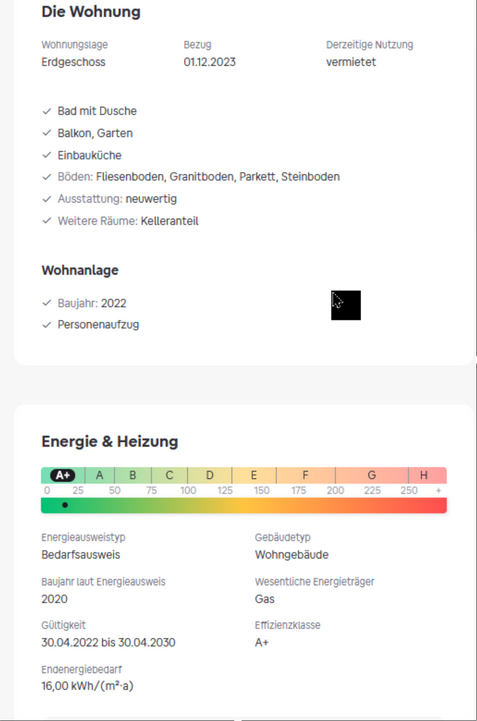 Die Wohnung
Wohnungslage Bezug Derzeitige Nutzung
Erdgeschoss 01.12.2023 vermietet
Bad mit Dusche
Balkon, Garten
Einbauküche
Böden: Fliesenboden, Granitboden, Parkett, Steinboden
Ausstattung: neuwertig
Weitere Räume: Kelleranteil
Wohnanlage
Baujahr: 2022
Personenaufzug
Energie & Heizung
A+ A B C D E F G H
0 25 50 75 100 125 150 175 200 225 250 +
Energieausweistyp Gebäudetyp
Bedarfsausweis Wohngebäude
Baujahr laut Energieausweis Wesentliche Energieträger
2020 Gas
Gültigkeit Effizienzklasse
30.04.2022 bis 30.04.2030 A+
Endenergiebedarf
16,00 kWh/(m²·a)